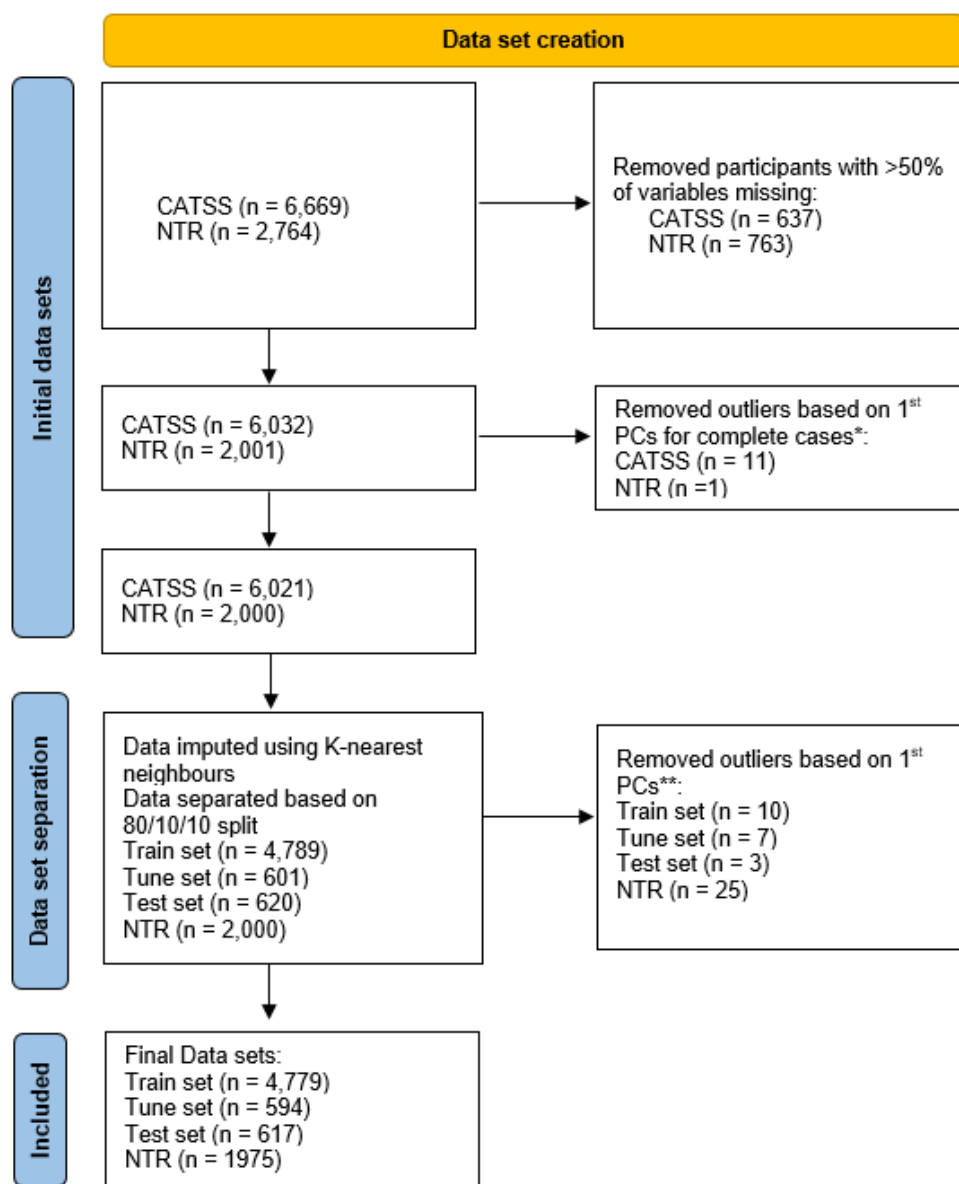 Data set creation
Initial data sets
CATSS (n = 6,669)
NTR (n = 2,764)
Removed participants with >50%
of variables missing:
CATSS (n = 637)
NTR (n = 763)
CATSS (n = 6,032)
NTR (n = 2,001)
Removed outliers based on 1st
PCs for complete cases*:
CATSS (n = 11)
NTR (n =1)
CATSS (n = 6,021)
NTR (n = 2,000)
Data set separation
Data imputed using K-nearest
neighbours
Data separated based on
80/10/10 split
Train set (n = 4,789)
Tune set (n = 601)
Test set (n = 620)
NTR (n = 2,000)
Removed outliers based on 1st
PCs**:
Train set (n = 10)
Tune set (n = 7)
Test set (n = 3)
NTR (n = 25)
Included
Final Data sets:
Train set (n = 4,779)
Tune set (n = 594)
Test set (n = 617)
NTR (n = 1975)